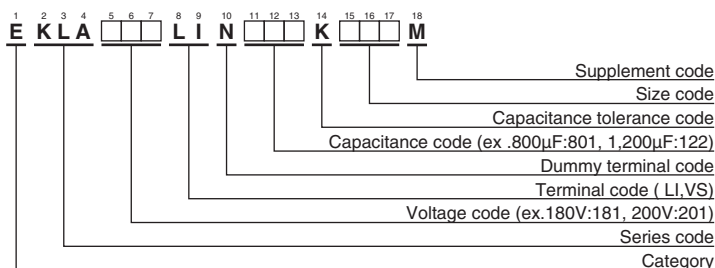 1 2 3 4 5 6 7 8 9 10 11 12 13 14 15 16 17 18
E K L A □□□ L I N □□□ K □□□ M
Supplement code
Size code
Capacitance tolerance code
Capacitance code (ex .800μF:801, 1,200μF:122)
Dummy terminal code
Terminal code ( LI,VS)
Voltage code (ex.180V:181, 200V:201)
Series code
Category